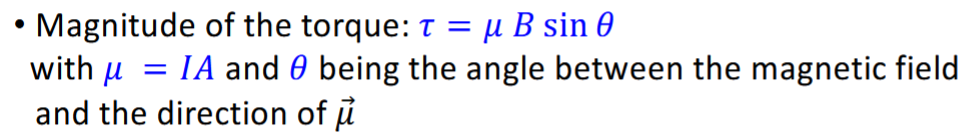 • Magnitude of the torque: τ = μ B sin θ
with μ = IA and θ being the angle between the magnetic field
and the direction of μ⃗